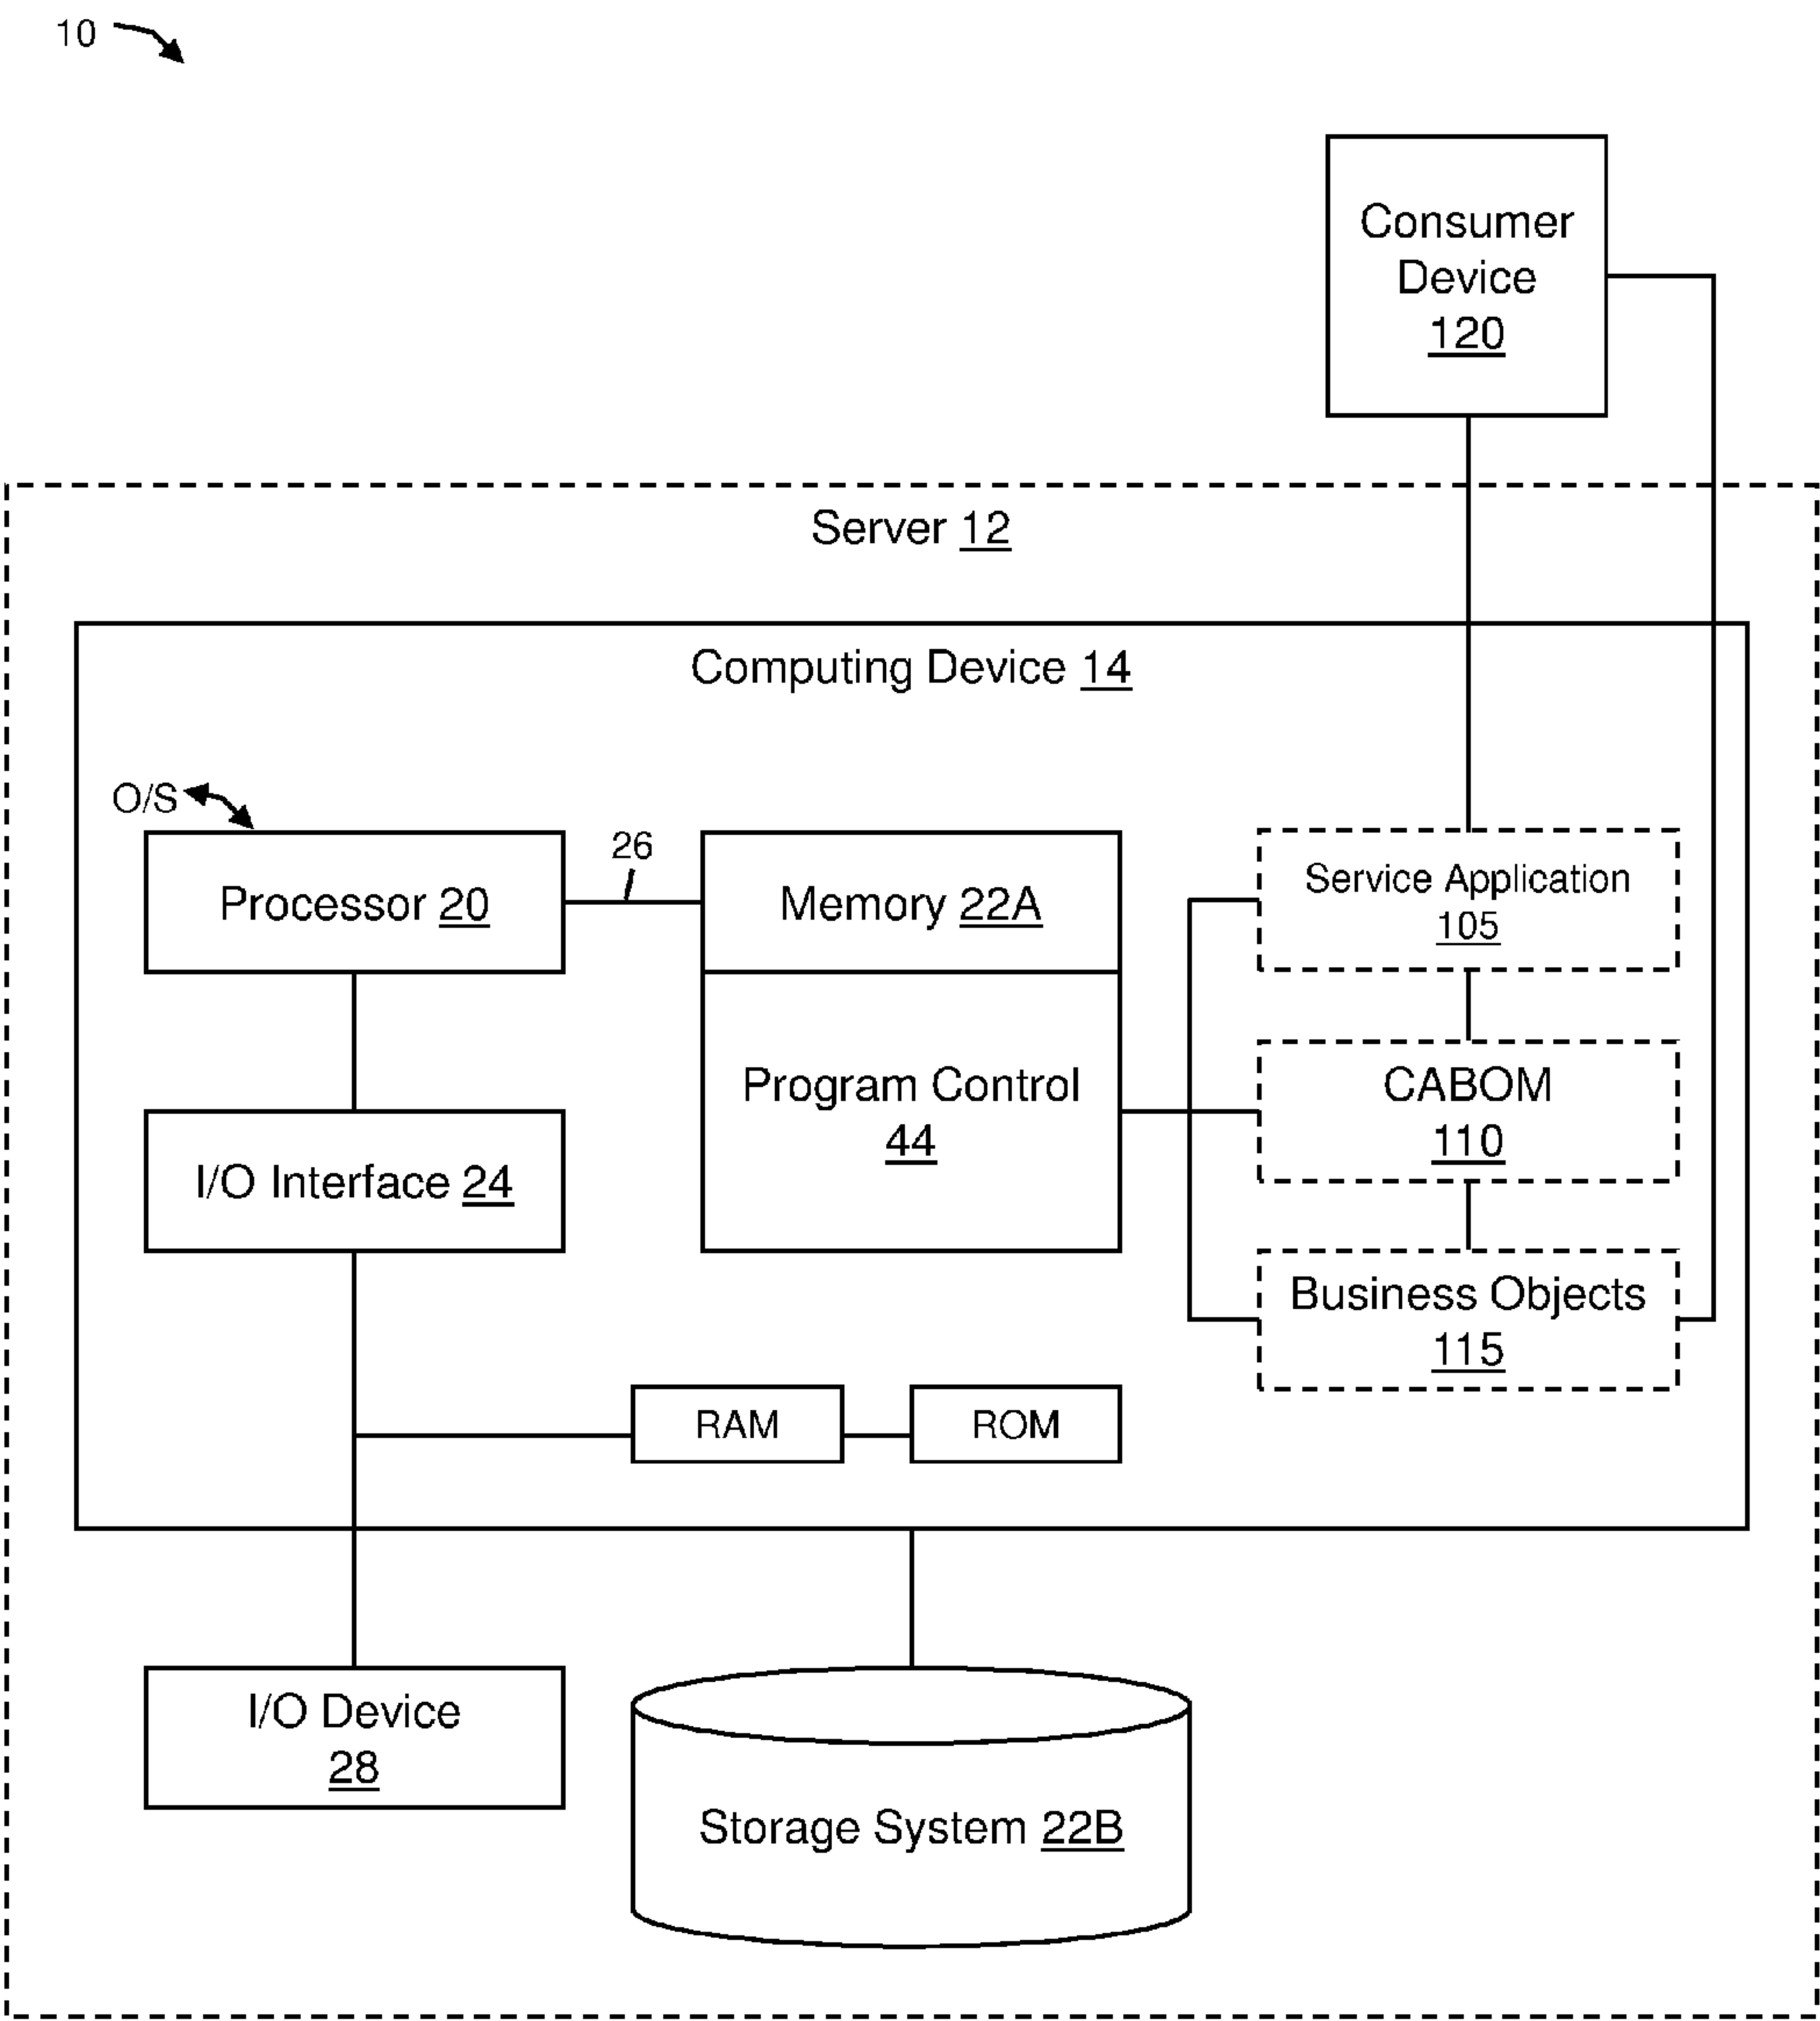 10
Consumer
Device
120
Server 12
Computing Device 14
O/S
26
Processor 20
Memory 22A
Service Application
105
Program Control
44
CABOM
110
I/O Interface 24
Business Objects
115
RAM
ROM
I/O Device
28
Storage System 22B